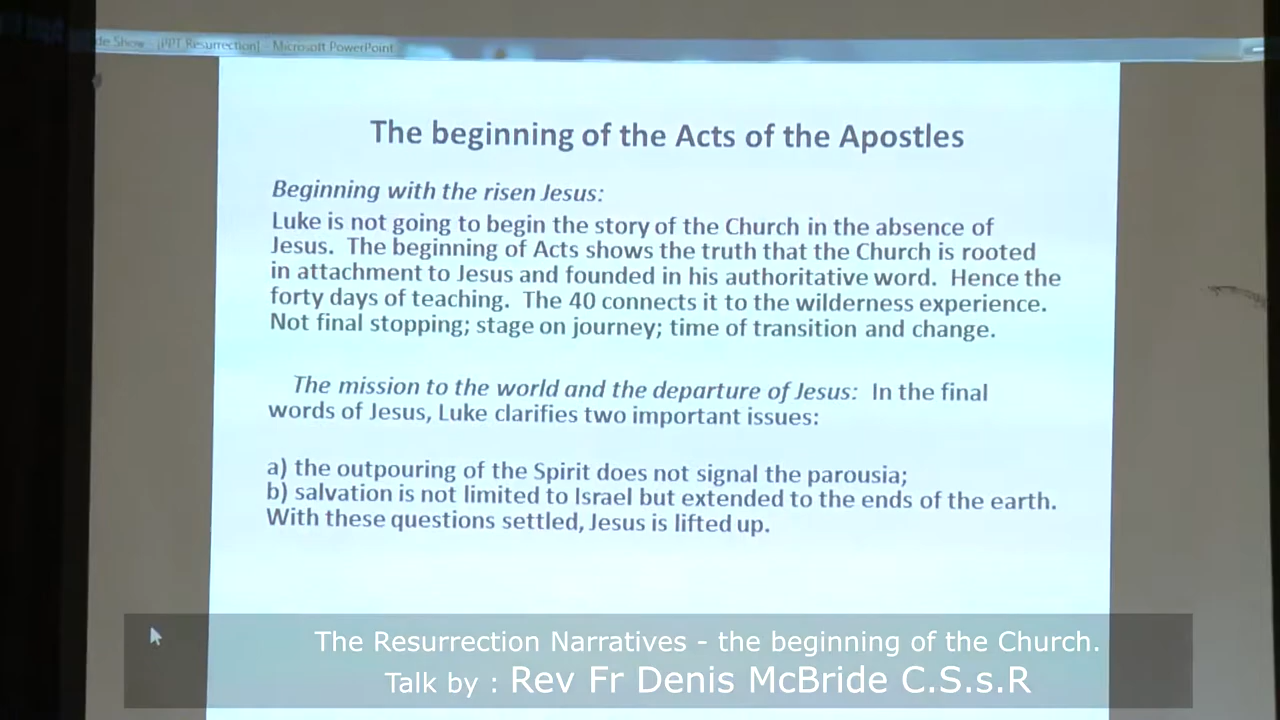 de Show - [PPT Resurrection] - Microsoft PowerPoint
The beginning of the Acts of the Apostles
Beginning with the risen Jesus:
Luke is not going to begin the story of the Church in the absence of
Jesus. The beginning of Acts shows the truth that the Church is rooted
in attachment to Jesus and founded in his authoritative word. Hence the
forty days of teaching. The 40 connects it to the wilderness experience.
Not final stopping; stage on journey; time of transition and change.
The mission to the world and the departure of Jesus: In the final
words of Jesus, Luke clarifies two important issues:
a) the outpouring of the Spirit does not signal the parousia;
b) salvation is not limited to Israel but extended to the ends of the earth.
With these questions settled, Jesus is lifted up.
The Resurrection Narratives - the beginning of the Church.
Talk by : Rev Fr Denis McBride C.S.s.R